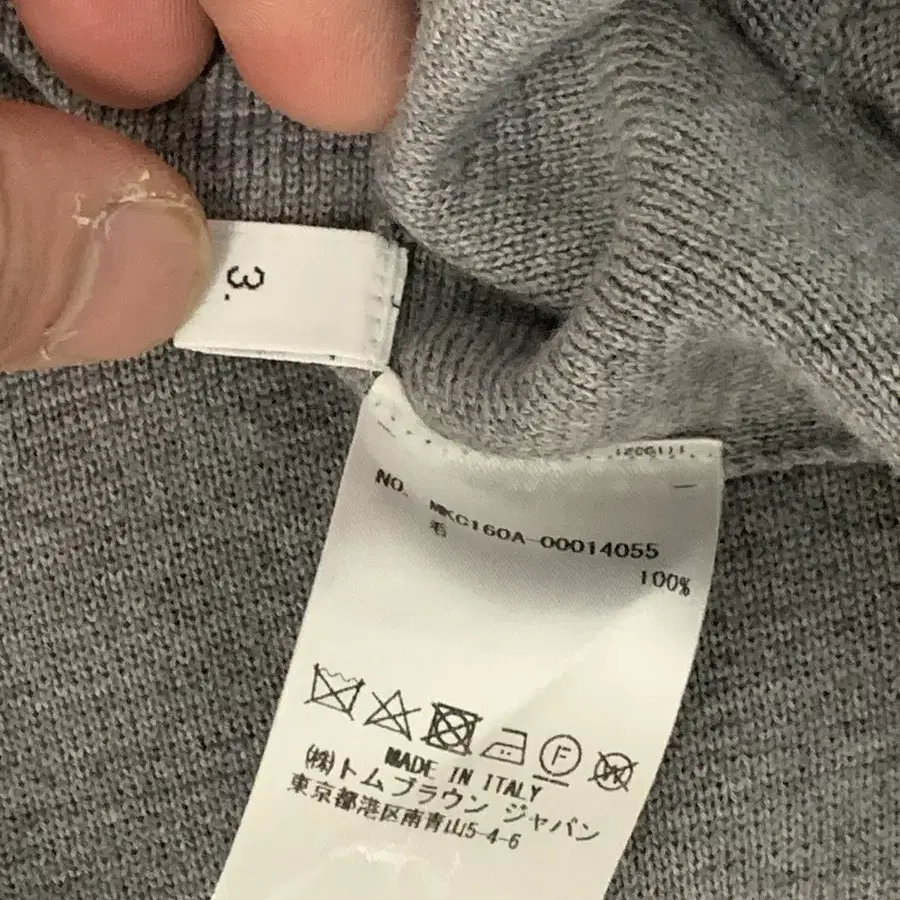 3.
NO. MKC160A-00014055
毛
100%
F
W
MADE IN ITALY
(株)トム ブラウン ジャパン
東京都港区南青山5-4-6